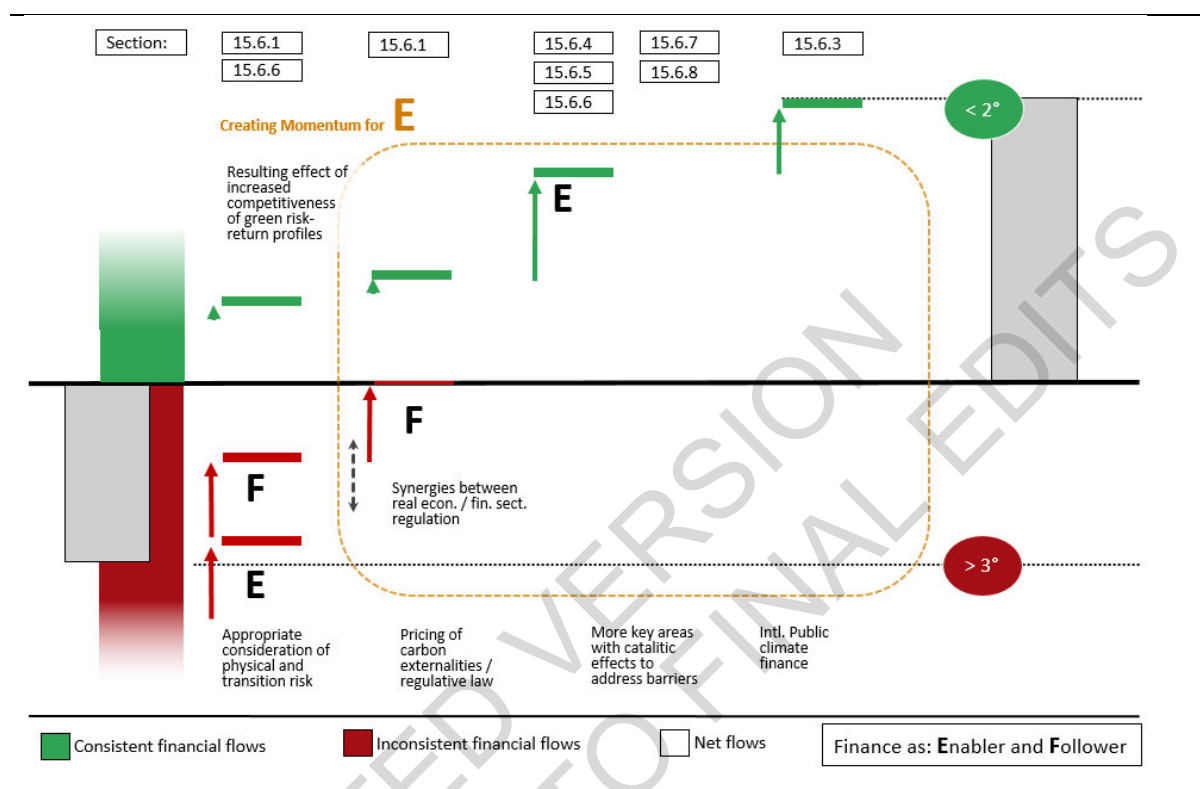 Section:
15.6.1
15.6.6
15.6.1
15.6.4
15.6.5
15.6.6
15.6.7
15.6.8
15.6.3
Creating Momentum for E
Resulting effect of
increased
competitiveness
of green risk-
return profiles
E
< 2°
F
Synergies between
real econ. / fin. sect.
regulation
F
E
> 3°
Appropriate
consideration of
physical and
transition risk
Pricing of
carbon
externalities /
regulative law
More key areas
with catalitic
effects to
address barriers
Intl. Public
climate
finance
Consistent financial flows
Inconsistent financial flows
Net flows
Finance as: Enabler and Follower
TED VERSION
TO FINAL EDITS